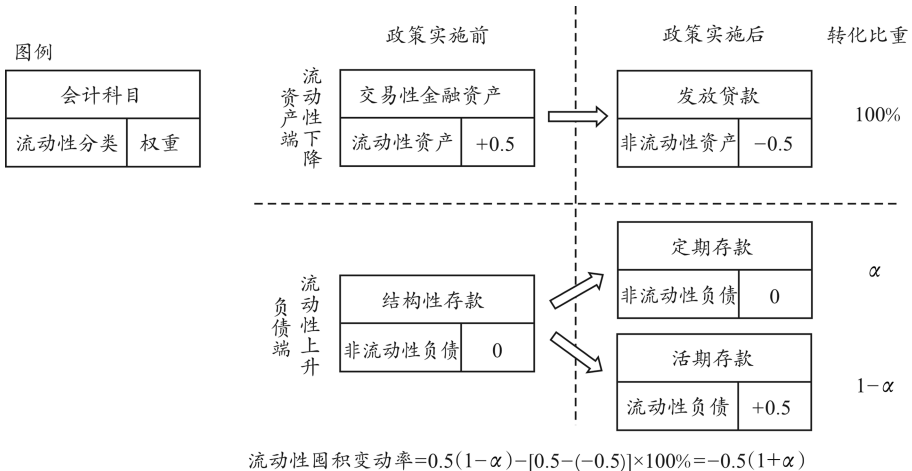 图例
会计科目
流动性分类 权重
政策实施前
政策实施后
转化比重
资产端
流动性下降
交易性金融资产
流动性资产 +0.5
发放贷款
非流动性资产 −0.5
100%
负债端
流动性上升
结构性存款
非流动性负债 0
定期存款
非流动性负债 0
α
活期存款
流动性负债 +0.5
1−α
流动性囤积变动率=0.5(1−α)−[0.5−(−0.5)]×100%=−0.5(1+α)